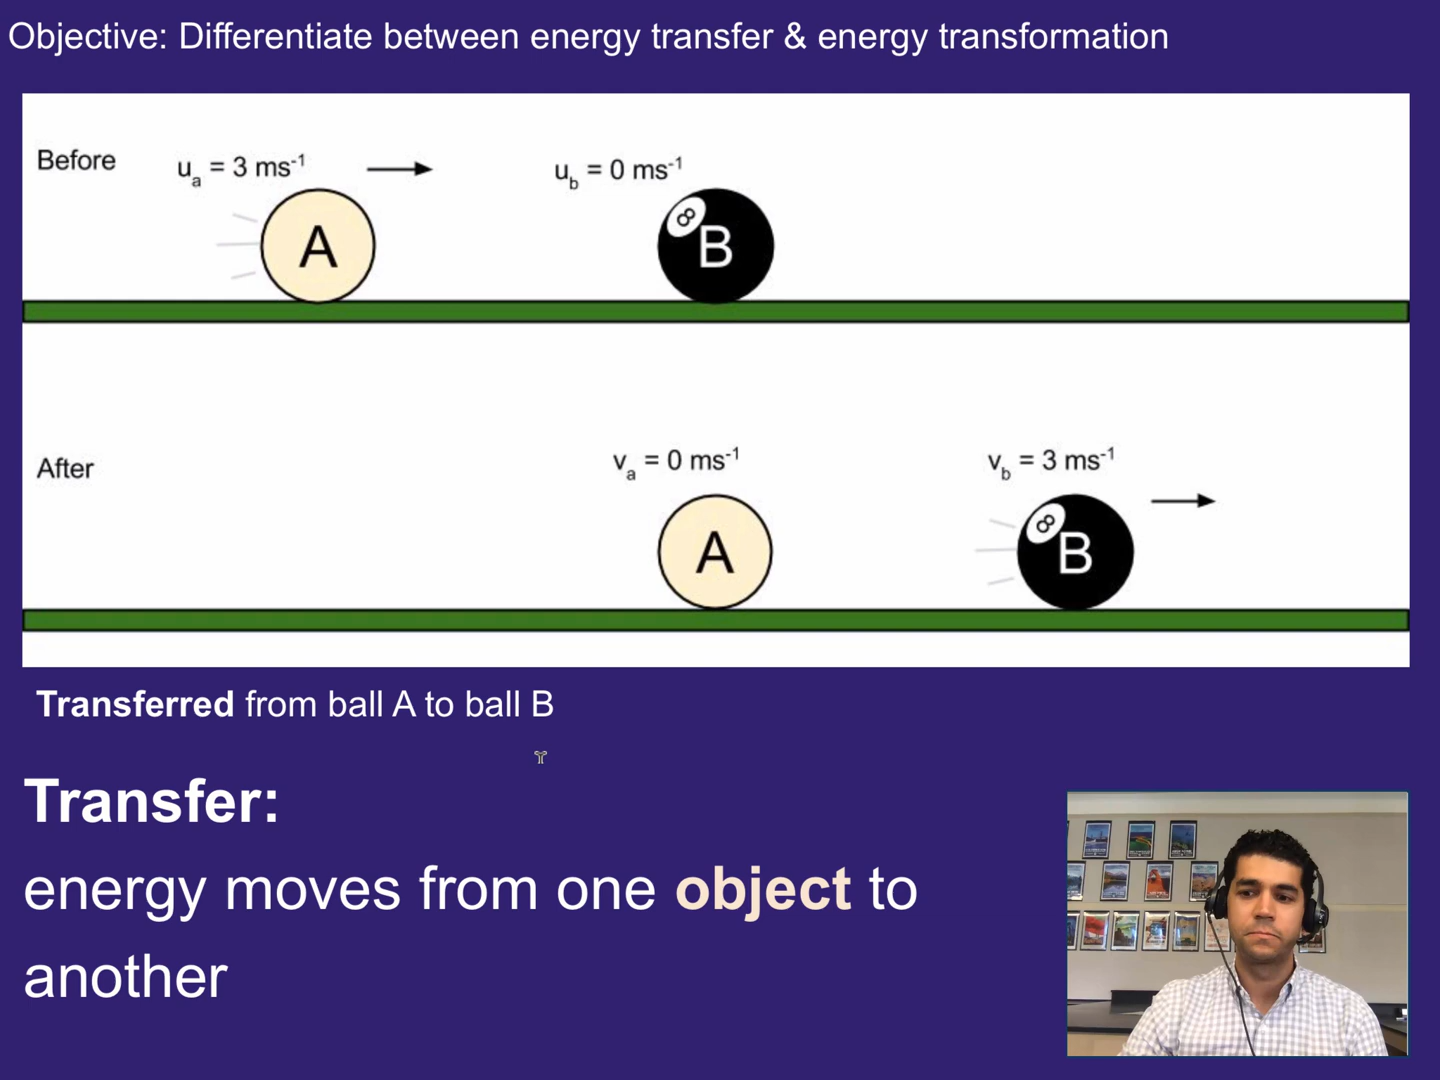 Objective: Differentiate between energy transfer & energy transformation
Before
uₐ = 3 ms⁻¹
u_b = 0 ms⁻¹
A
8
B
After
vₐ = 0 ms⁻¹
v_b = 3 ms⁻¹
A
8
B
Transferred from ball A to ball B
Transfer:
energy moves from one object to
another